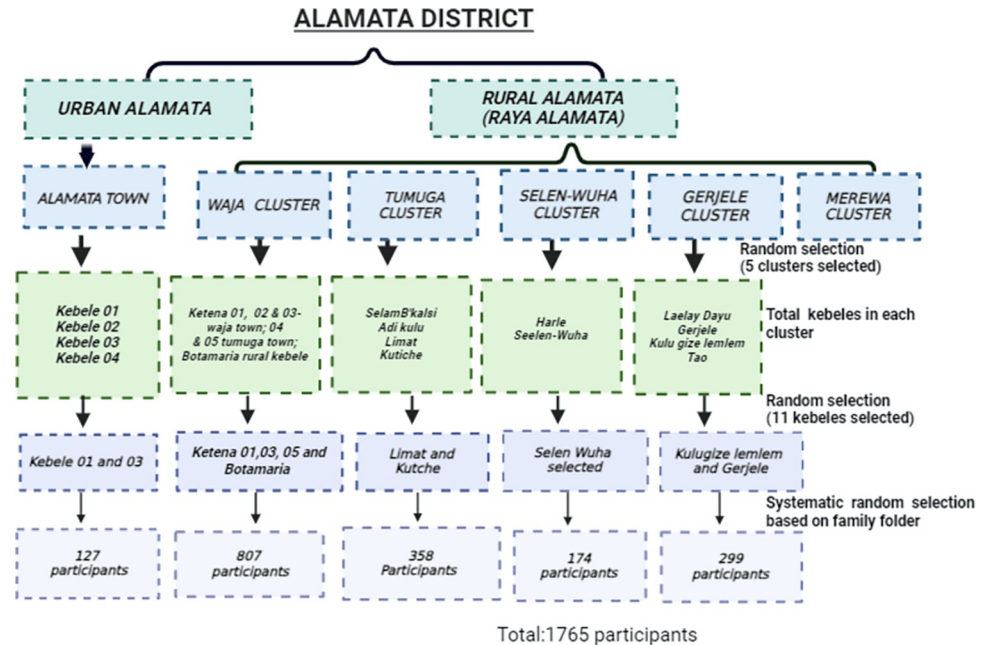 ALAMATA DISTRICT
URBAN ALAMATA
RURAL ALAMATA
(RAYA ALAMATA)
ALAMATA TOWN
WAJA CLUSTER
TUMUGA
CLUSTER
SELEN-WUHA
CLUSTER
GERJELE
CLUSTER
MEREWA
CLUSTER
Random selection
(5 clusters selected)
Kebele 01
Kebele 02
Kebele 03
Kebele 04
Ketena 01, 02 & 03-
waja town; 04
& 05 tumuga town;
Botamaria rural kebele
SelamB'kalsi
Adi kulu
Limat
Kutiche
Harle
Seelen-Wuha
Laelay Dayu
Gerjele
Kulu gize lemlem
Tao
Total kebeles in each
cluster
Random selection
(11 kebeles selected)
Kebele 01 and 03
Ketena 01,03, 05 and
Botamaria
Limat and
Kutche
Selen Wuha
selected
Kulugize lemlem
and Gerjele
Systematic random selection
based on family folder
127
participants
807
participants
358
Participants
174
participants
299
participants
Total:1765 participants